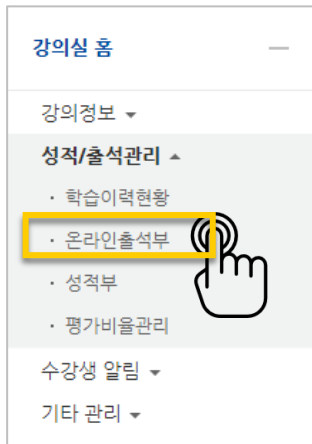 강의실 홈
강의정보
성적/출석관리
· 학습이력현황
· 온라인출석부
· 성적부
· 평가비율관리
수강생 알림
기타 관리